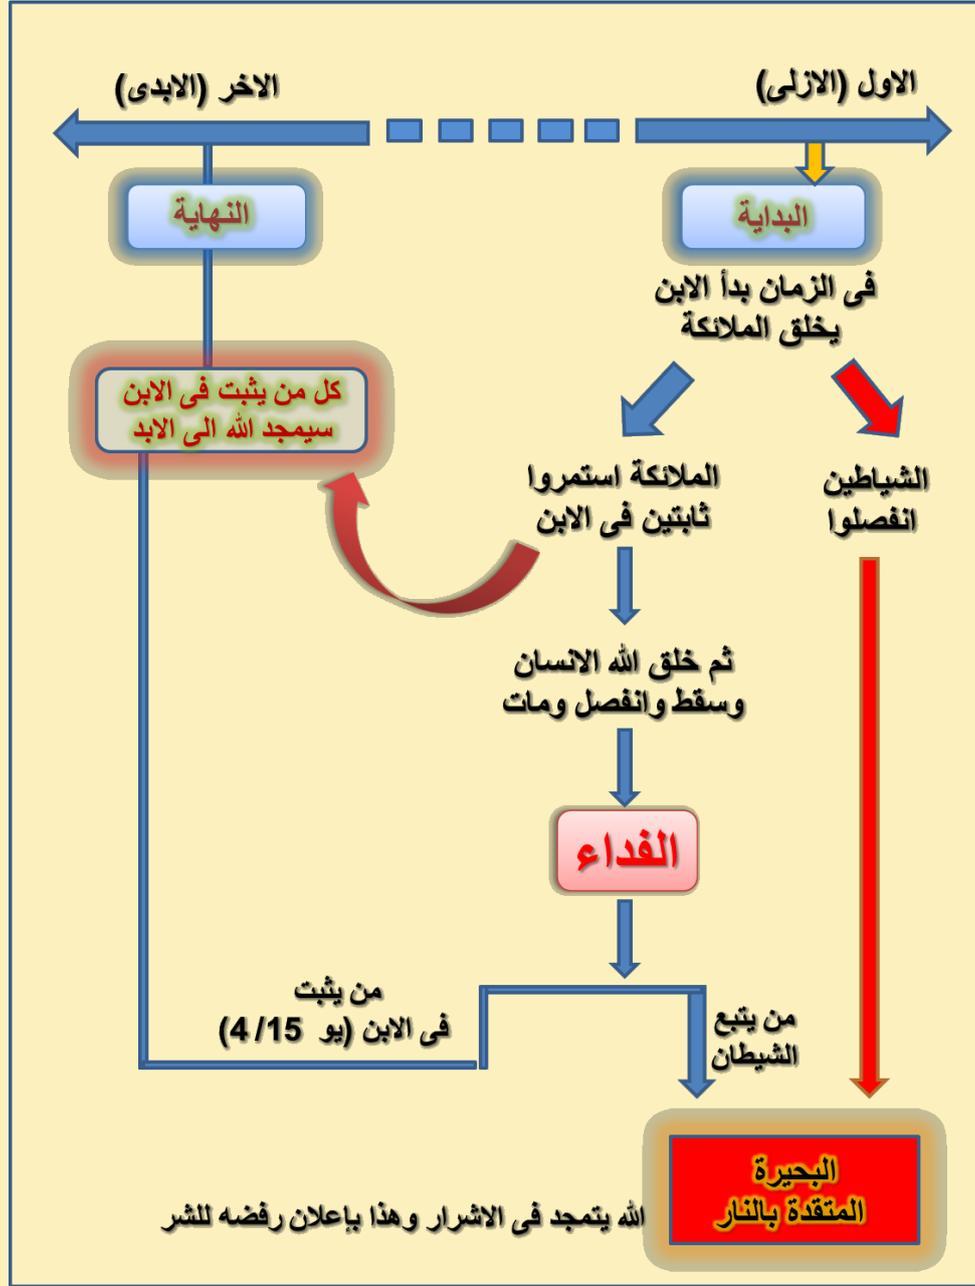 الاول (الازلى)
الاخر (الابدى)
البداية
النهاية
فى الزمان بدأ الابن
يخلق الملائكة
كل من يثبت فى الابن
سيمجد الله الى الابد
الشياطين
انفصلوا
الملائكة استمروا
ثابتين فى الابن
ثم خلق الله الانسان
وسقط وانفصل ومات
الفداء
من يتبع
الشيطان
من يثبت
فى الابن (يو 15/ 4)
البحيرة
المتقدة بالنار
الله يتمجد فى الاشرار وهذا بإعلان رفضه للشر